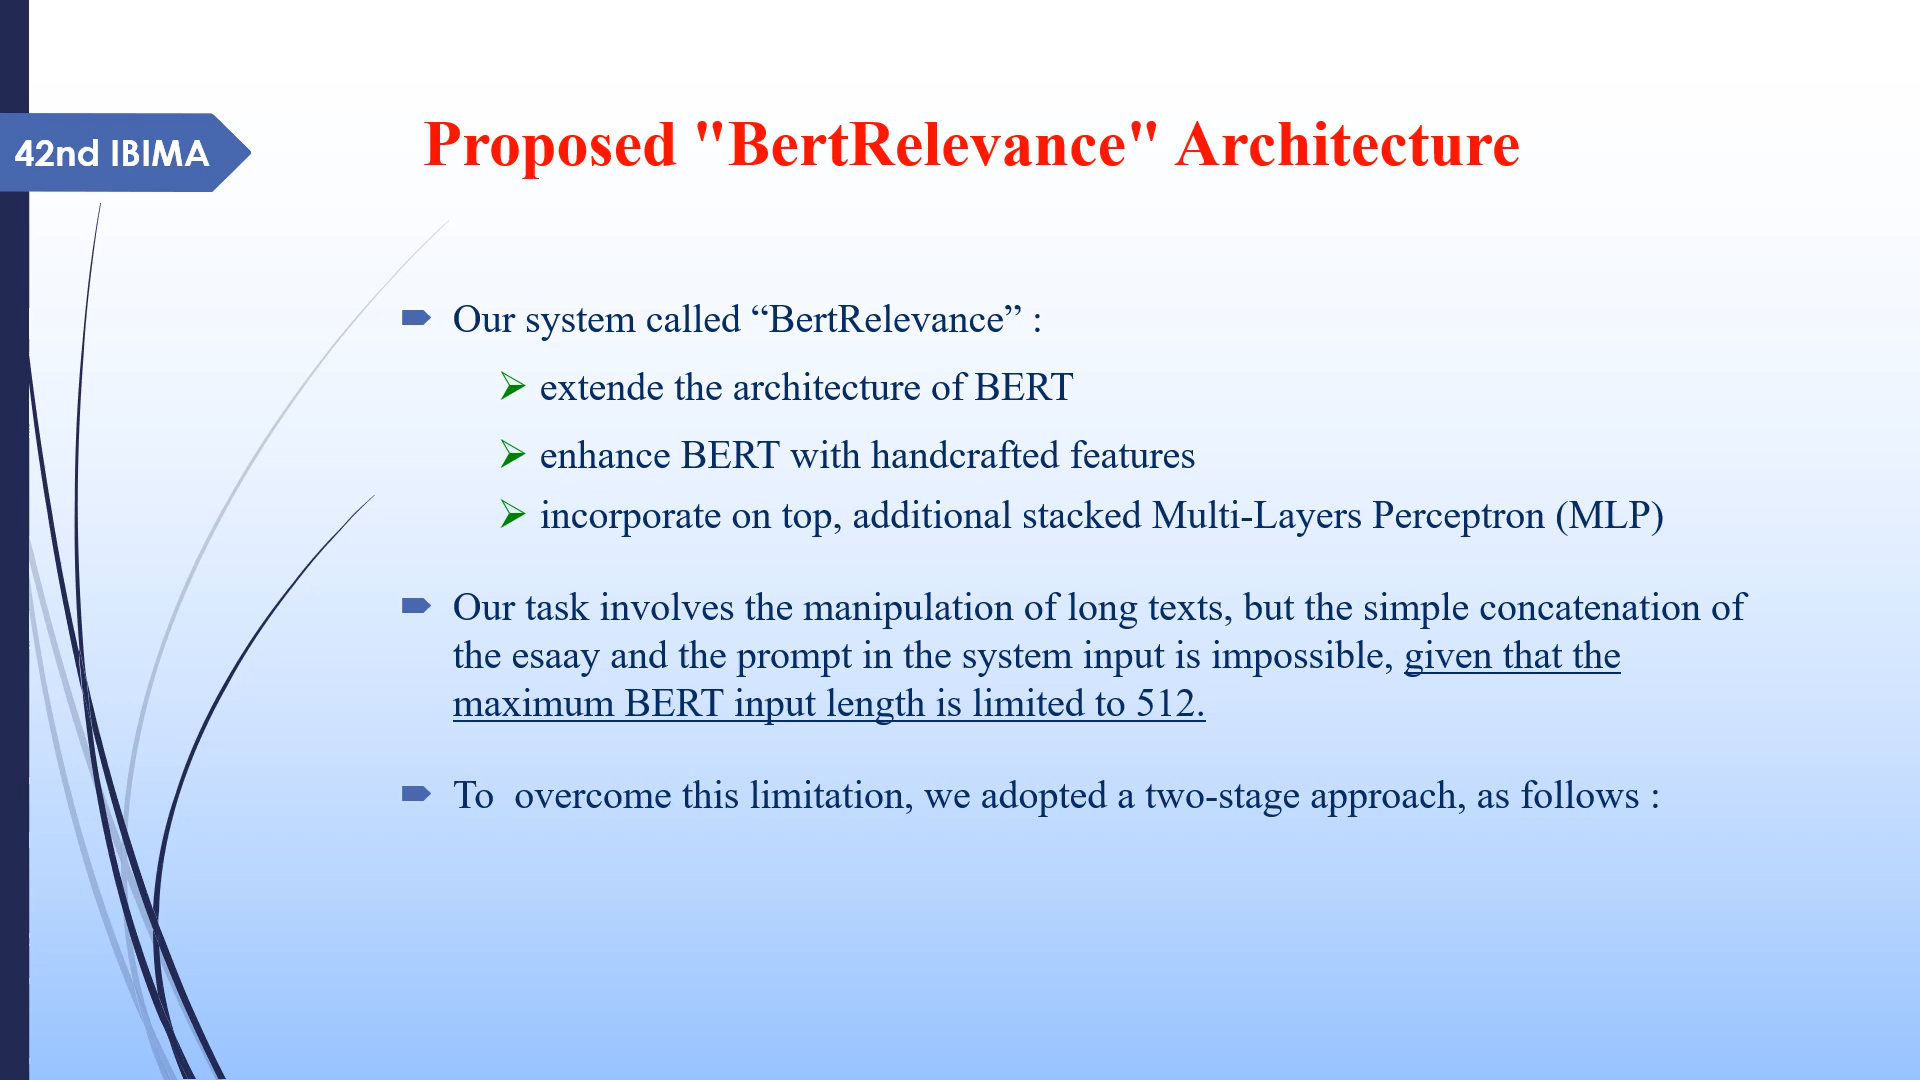 42nd IBIMA
Proposed "BertRelevance" Architecture
Our system called “BertRelevance” :
extende the architecture of BERT
enhance BERT with handcrafted features
incorporate on top, additional stacked Multi-Layers Perceptron (MLP)
Our task involves the manipulation of long texts, but the simple concatenation of
the esaay and the prompt in the system input is impossible, given that the
maximum BERT input length is limited to 512.
To  overcome this limitation, we adopted a two-stage approach, as follows :